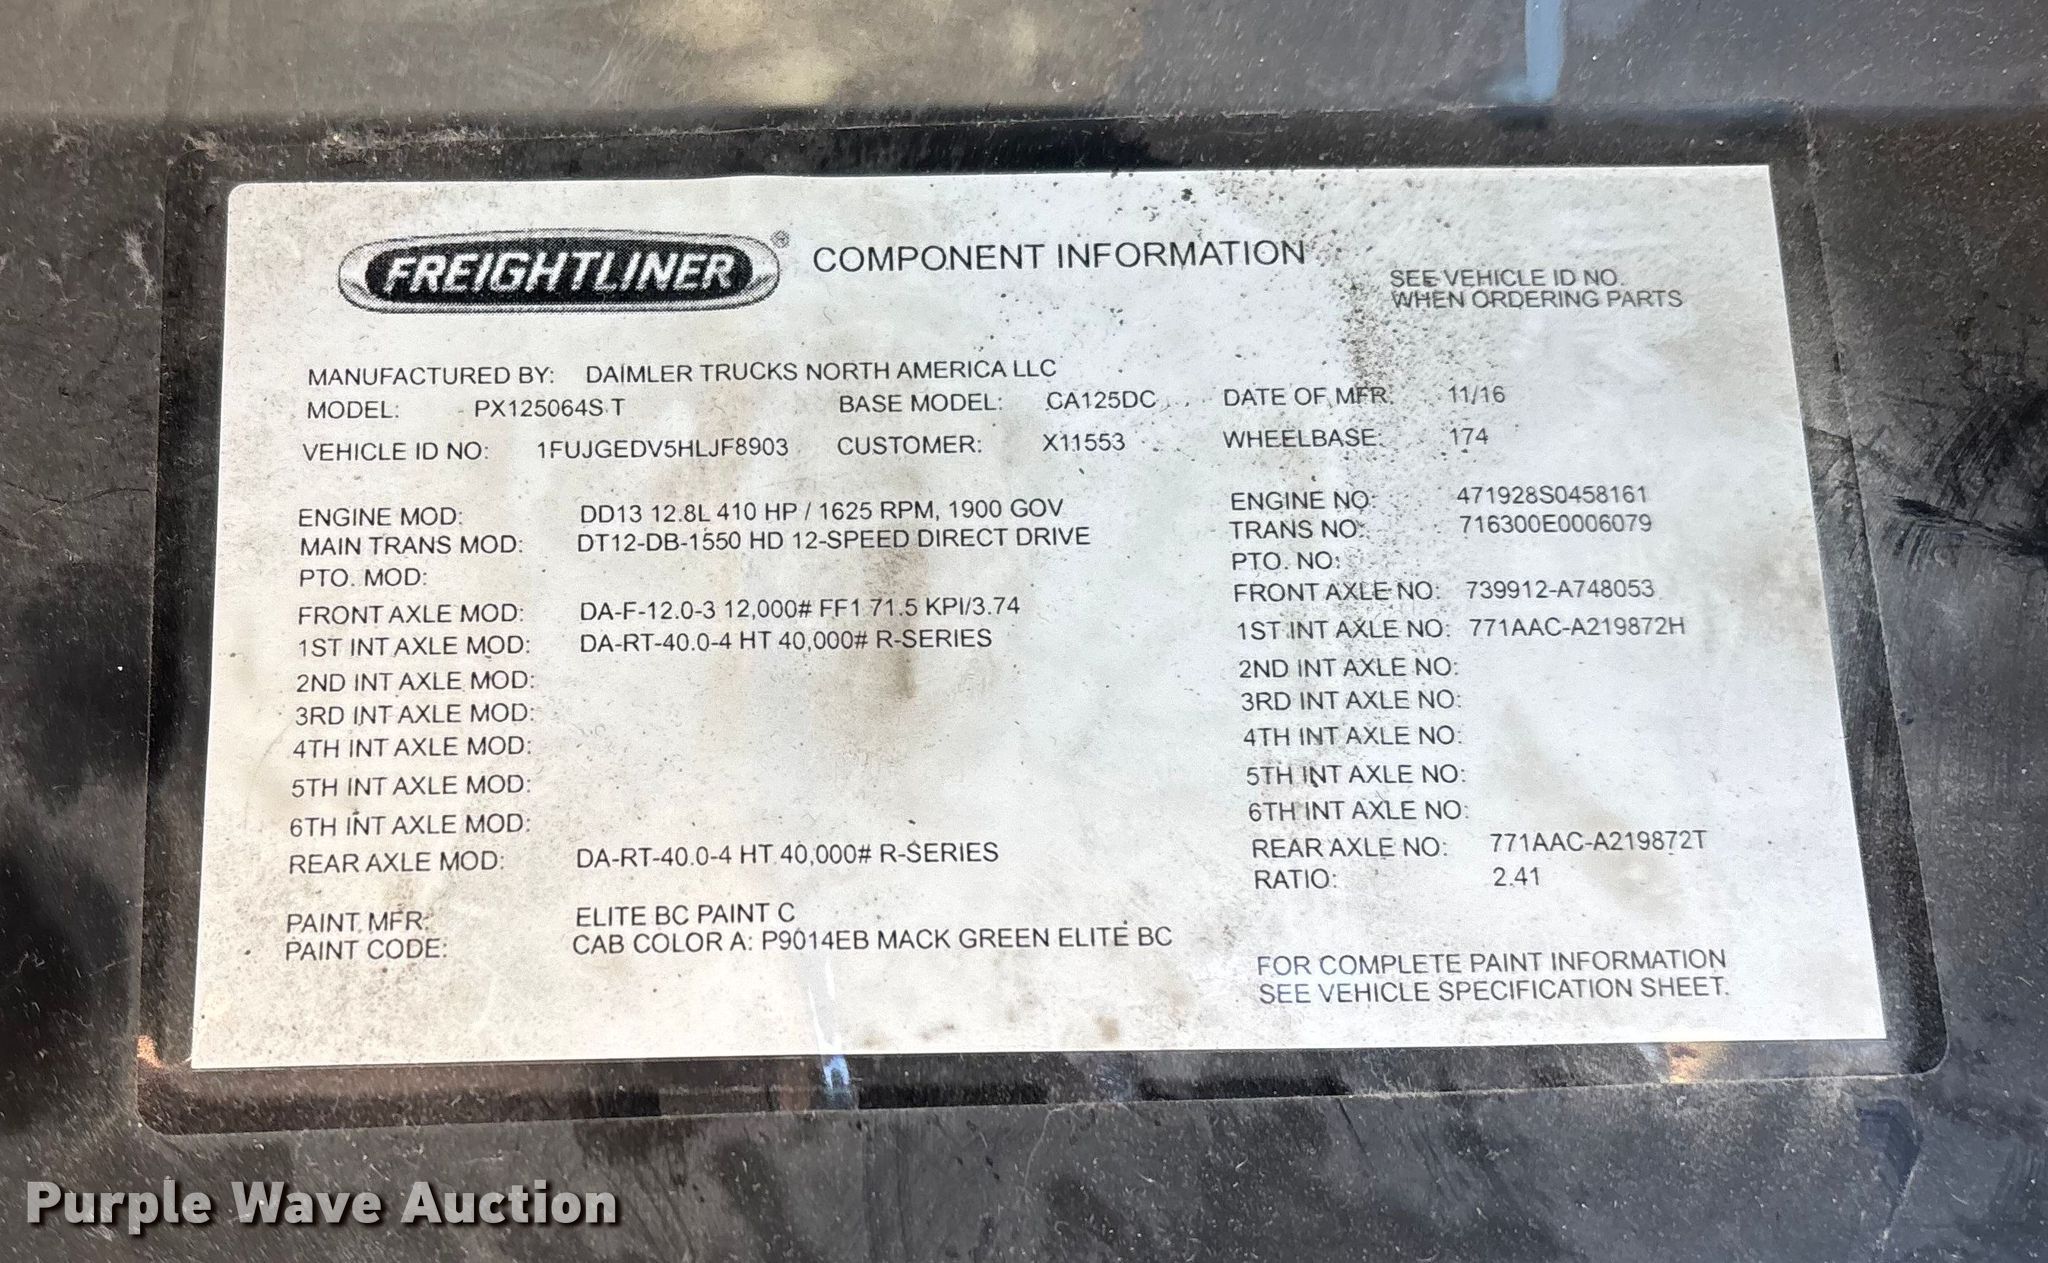 FREIGHTLINER ® COMPONENT INFORMATION
SEE VEHICLE ID NO.
WHEN ORDERING PARTS
MANUFACTURED BY: DAIMLER TRUCKS NORTH AMERICA LLC
MODEL: PX125064S T BASE MODEL: CA125DC DATE OF MFR: 11/16
VEHICLE ID NO: 1FUJGEDV5HLJF8903 CUSTOMER: X11553 WHEELBASE: 174
ENGINE MOD: DD13 12.8L 410 HP / 1625 RPM, 1900 GOV ENGINE NO: 471928S0458161
MAIN TRANS MOD: DT12-DB-1550 HD 12-SPEED DIRECT DRIVE TRANS NO: 716300E0006079
PTO. MOD: PTO. NO:
FRONT AXLE MOD: DA-F-12.0-3 12,000# FF1 71.5 KPI/3.74 FRONT AXLE NO: 739912-A748053
1ST INT AXLE MOD: DA-RT-40.0-4 HT 40,000# R-SERIES 1ST INT AXLE NO: 771AAC-A219872H
2ND INT AXLE MOD: 2ND INT AXLE NO:
3RD INT AXLE MOD: 3RD INT AXLE NO:
4TH INT AXLE MOD: 4TH INT AXLE NO:
5TH INT AXLE MOD: 5TH INT AXLE NO:
6TH INT AXLE MOD: 6TH INT AXLE NO:
REAR AXLE MOD: DA-RT-40.0-4 HT 40,000# R-SERIES REAR AXLE NO: 771AAC-A219872T
RATIO: 2.41
PAINT MFR: ELITE BC PAINT C
PAINT CODE: CAB COLOR A: P9014EB MACK GREEN ELITE BC
FOR COMPLETE PAINT INFORMATION
SEE VEHICLE SPECIFICATION SHEET.
Purple Wave Auction